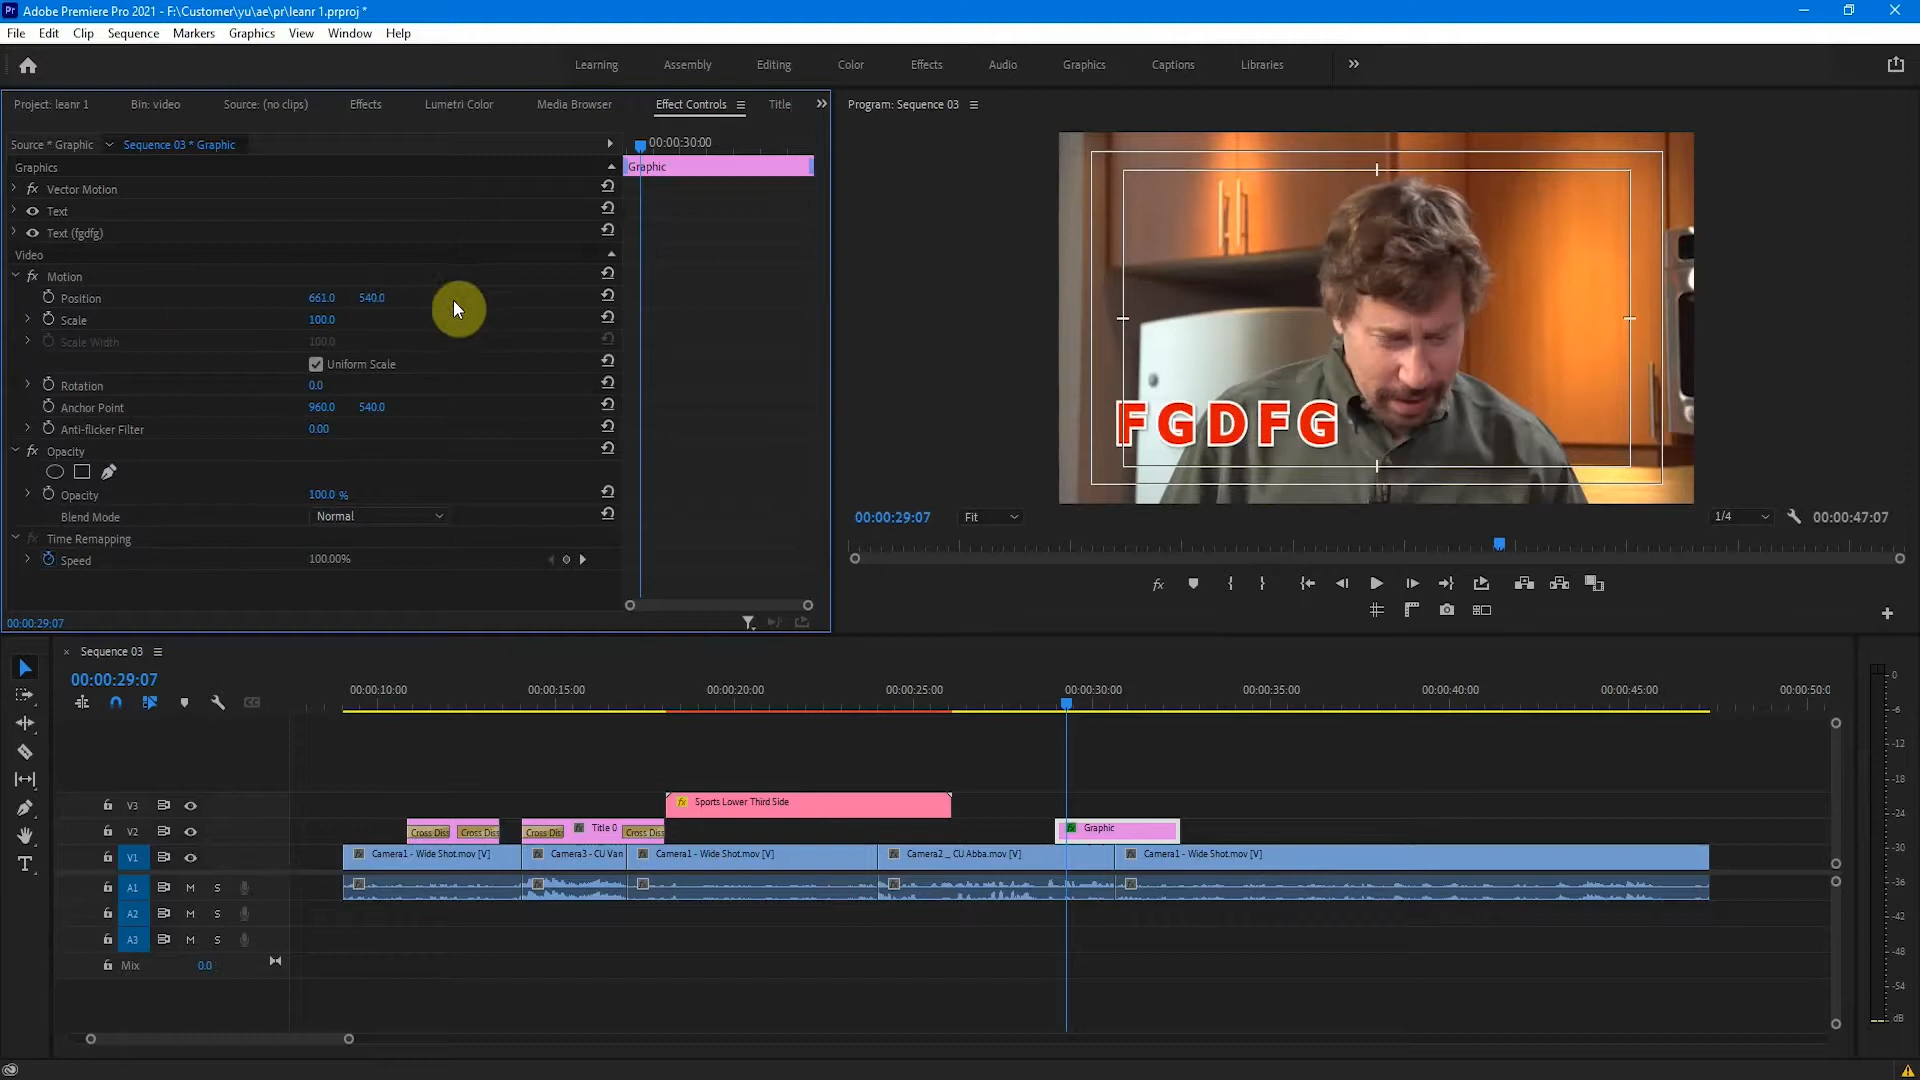 Adobe Premiere Pro 2021 - F:\Customer\yu\ae\pr\leanr 1.prproj *
File Edit Clip Sequence Markers Graphics View Window Help
Learning Assembly Editing Color Effects Audio Graphics Captions Libraries
Project: leanr 1 Bin: video Source: (no clips) Effects Lumetri Color Media Browser Effect Controls Title
Program: Sequence 03
Source * Graphic Sequence 03 * Graphic 00:00:30:00
Graphics
Graphic
fx Vector Motion
Text
Text (fgdfg)
Video
fx Motion
Position 661.0 540.0
Scale 100.0
Scale Width 100.0
Uniform Scale
Rotation 0.0
Anchor Point 960.0 540.0
Anti-flicker Filter 0.00
fx Opacity
Opacity 100.0 %
Blend Mode Normal
Time Remapping
Speed 100.00%
00:00:29:07
FGDFG
00:00:29:07 Fit 1/4 00:00:47:07
fx
Sequence 03
00:00:29:07
00:00:10:00 00:00:15:00 00:00:20:00 00:00:25:00 00:00:30:00 00:00:35:00 00:00:40:00 00:00:45:00 00:00:50:0
V3 Sports Lower Third Side
V2 Cross Diss Cross Diss Cross Diss Title 0 Cross Diss Graphic
V1 Camera1 - Wide Shot.mov [V] Camera3 - CU Van Camera1 - Wide Shot.mov [V] Camera2 _ CU Abba.mov [V] Camera1 - Wide Shot.mov [V]
A1 M S
A2 M S
A3 M S
Mix 0.0
0
-6
-12
-18
-24
-30
-36
-42
-48
-54
dB